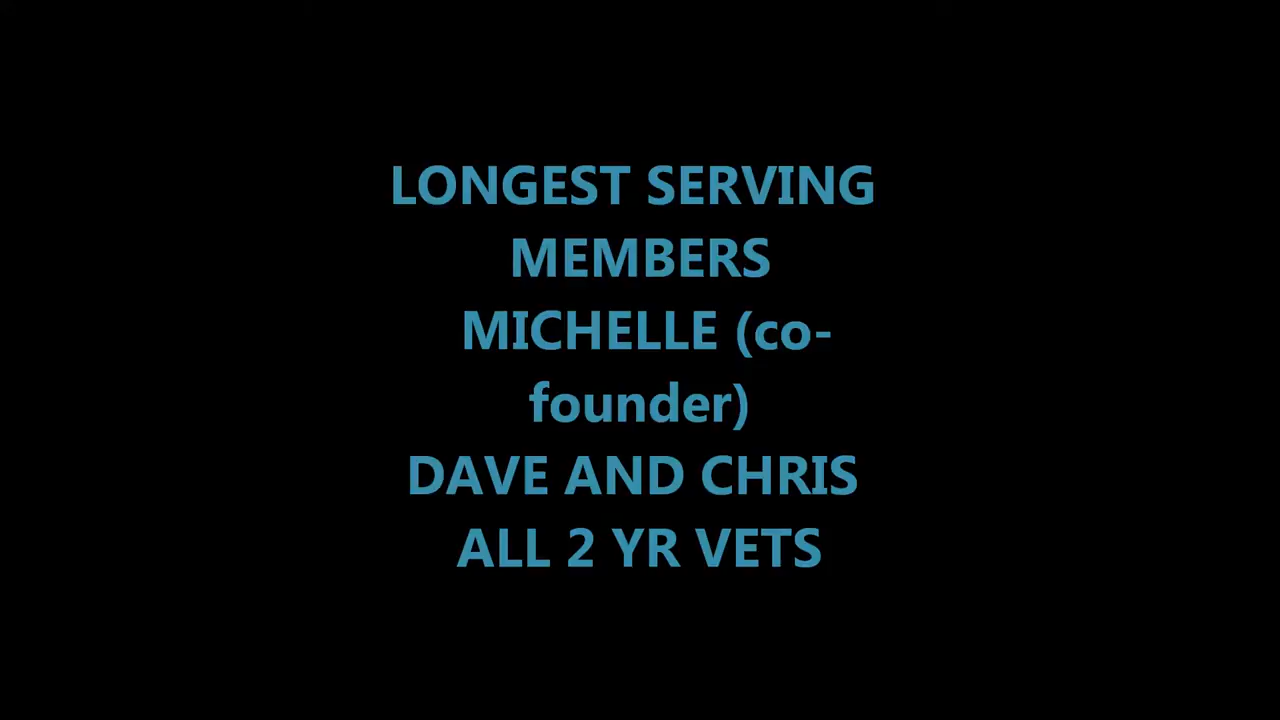 LONGEST SERVING
MEMBERS
MICHELLE (co-
founder)
DAVE AND CHRIS
ALL 2 YR VETS